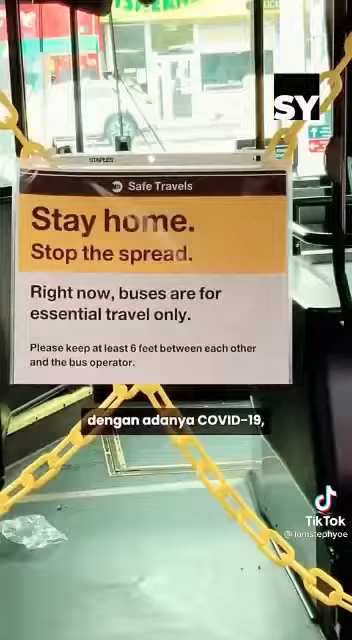 SY
STAPLES
Safe Travels
Stay home.
Stop the spread.
Right now, buses are for
essential travel only.
Please keep at least 6 feet between each other
and the bus operator.
dengan adanya COVID-19,
TikTok
@iamstephyoe